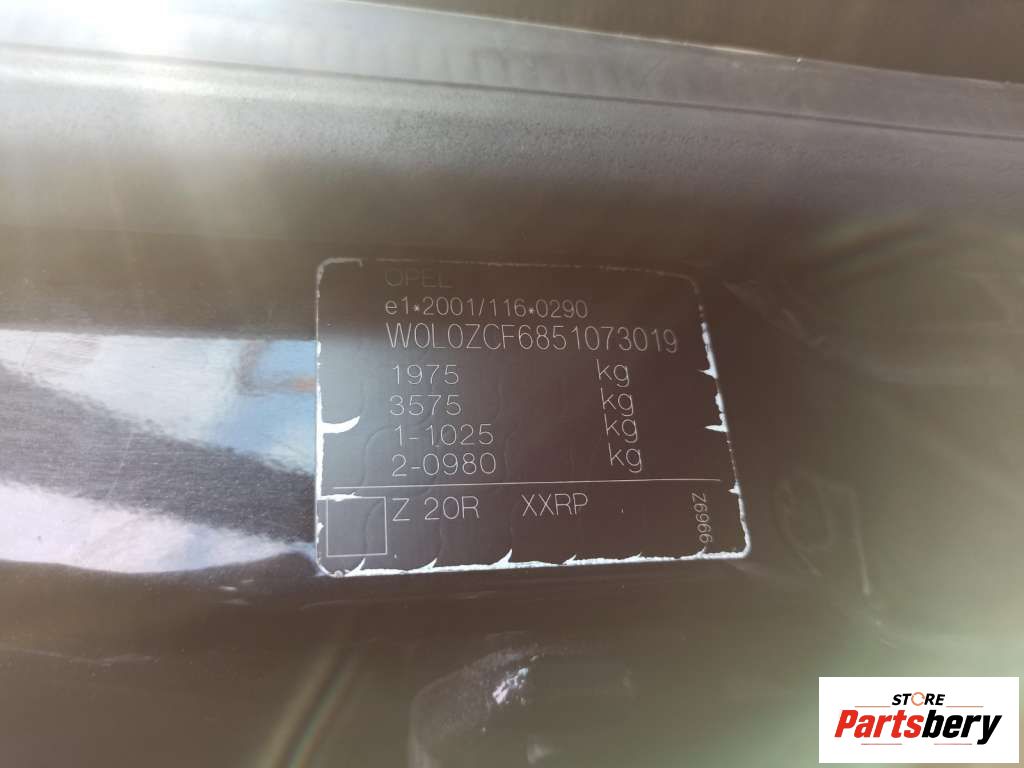 OPEL
e1*2001/116*0290
W0L0ZCF6851073019
1975 kg
3575 kg
1-1025 kg
2-0980 kg
Z 20R XXRP
Z6996
STORE
Partsbery